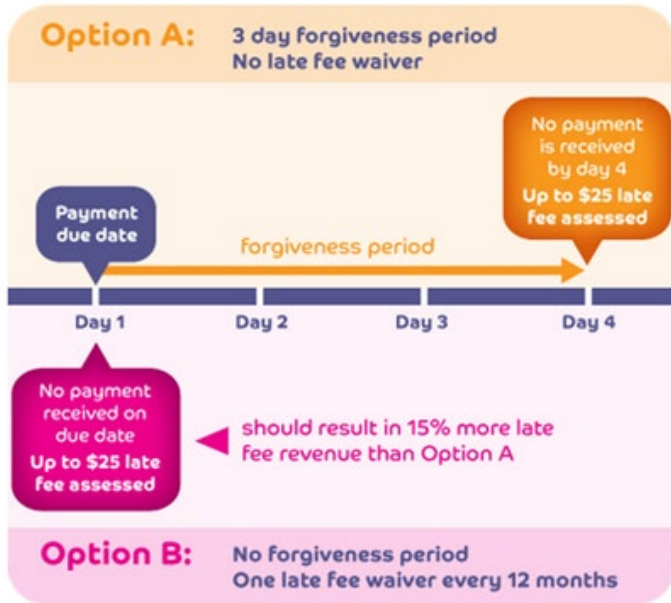 Option A:
3 day forgiveness period
No late fee waiver
No payment
is received
by day 4
Up to $25 late
fee assessed
Payment
due date
forgiveness period
Day 1
Day 2
Day 3
Day 4
No payment
received on
due date
Up to $25 late
fee assessed
should result in 15% more late
fee revenue than Option A
Option B:
No forgiveness period
One late fee waiver every 12 months